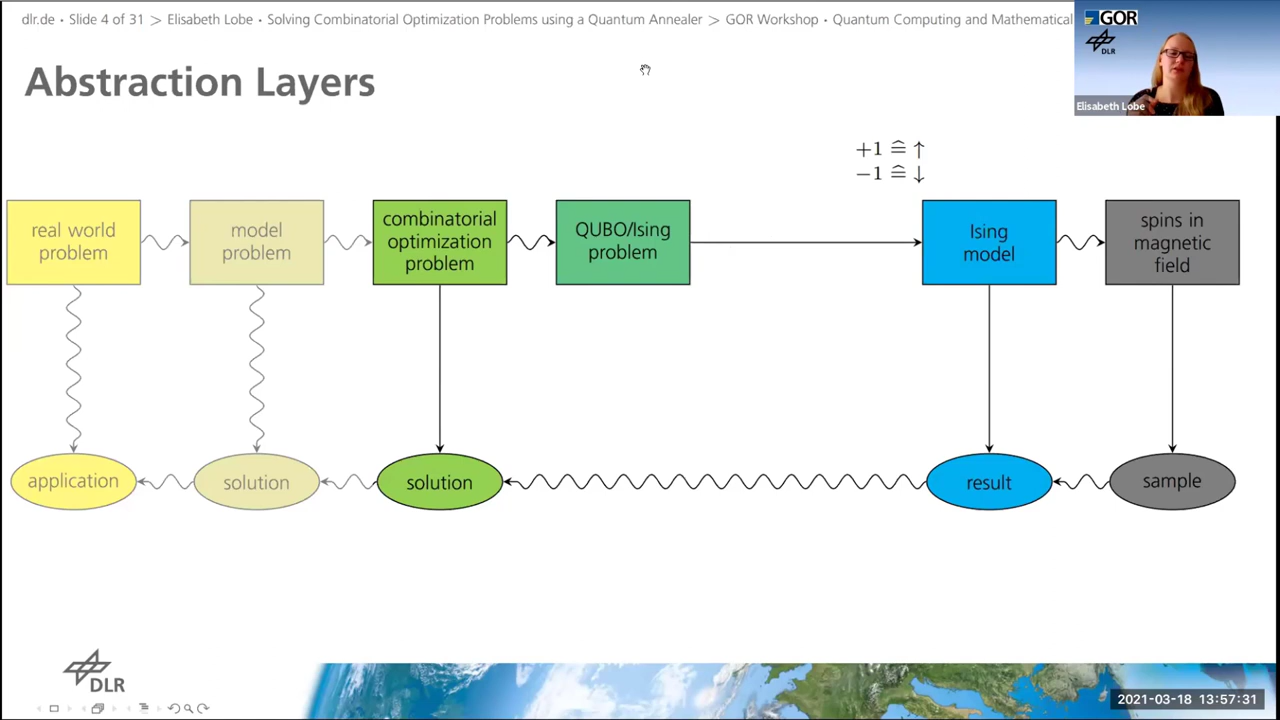 dlr.de • Slide 4 of 31 > Elisabeth Lobe • Solving Combinatorial Optimization Problems using a Quantum Annealer > GOR Workshop • Quantum Computing and Mathematical
GOR
DLR
Elisabeth Lobe
Abstraction Layers
+1 ≙ ↑
−1 ≙ ↓
real world
problem
model
problem
combinatorial
optimization
problem
QUBO/Ising
problem
Ising
model
spins in
magnetic
field
application
solution
solution
result
sample
DLR
2021-03-18 13:57:31